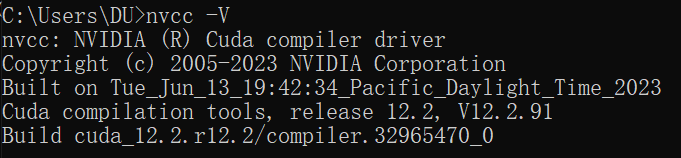 C:\Users\DU>nvcc -V
nvcc: NVIDIA (R) Cuda compiler driver
Copyright (c) 2005-2023 NVIDIA Corporation
Built on Tue_Jun_13_19:42:34_Pacific_Daylight_Time_2023
Cuda compilation tools, release 12.2, V12.2.91
Build cuda_12.2.r12.2/compiler.32965470_0